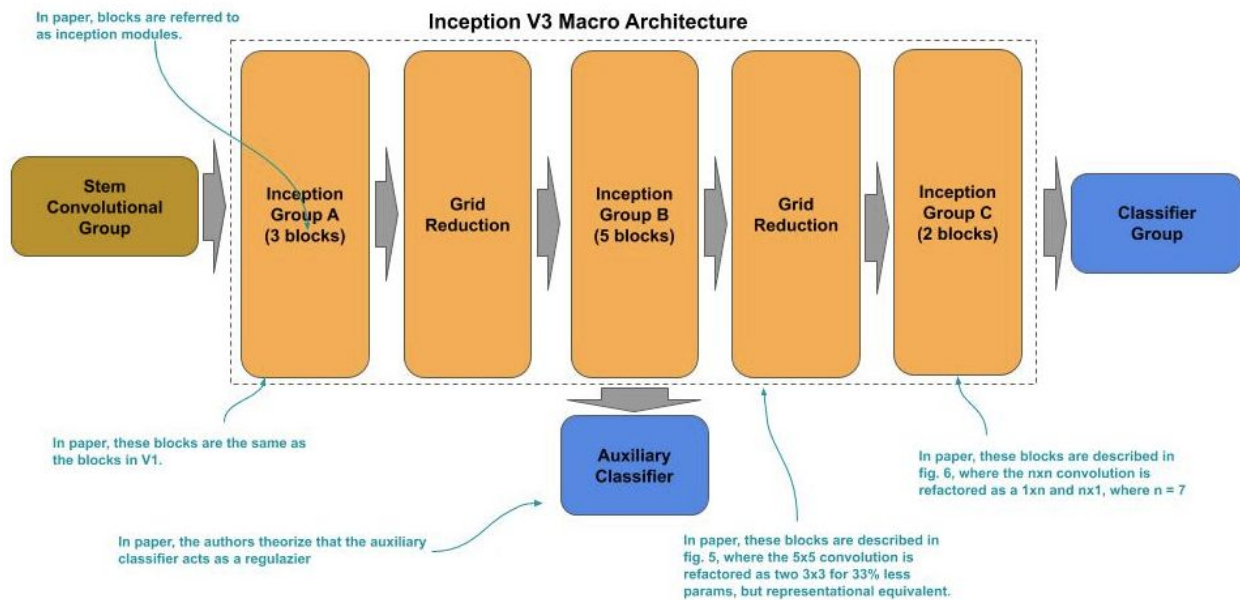 Inception V3 Macro Architecture
In paper, blocks are referred to
as inception modules.
Stem
Convolutional
Group
Inception
Group A
(3 blocks)
Grid
Reduction
Inception
Group B
(5 blocks)
Grid
Reduction
Inception
Group C
(2 blocks)
Classifier
Group
Auxiliary
Classifier
In paper, these blocks are the same as
the blocks in V1.
In paper, the authors theorize that the auxiliary
classifier acts as a regulazier
In paper, these blocks are described in
fig. 5, where the 5x5 convolution is
refactored as two 3x3 for 33% less
params, but representational equivalent.
In paper, these blocks are described in
fig. 6, where the nxn convolution is
refactored as a 1xn and nx1, where n = 7